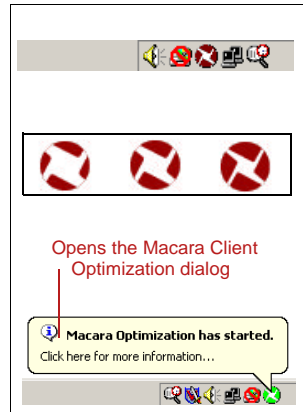 Opens the Macara Client
Optimization dialog
Macara Optimization has started.
Click here for more information...